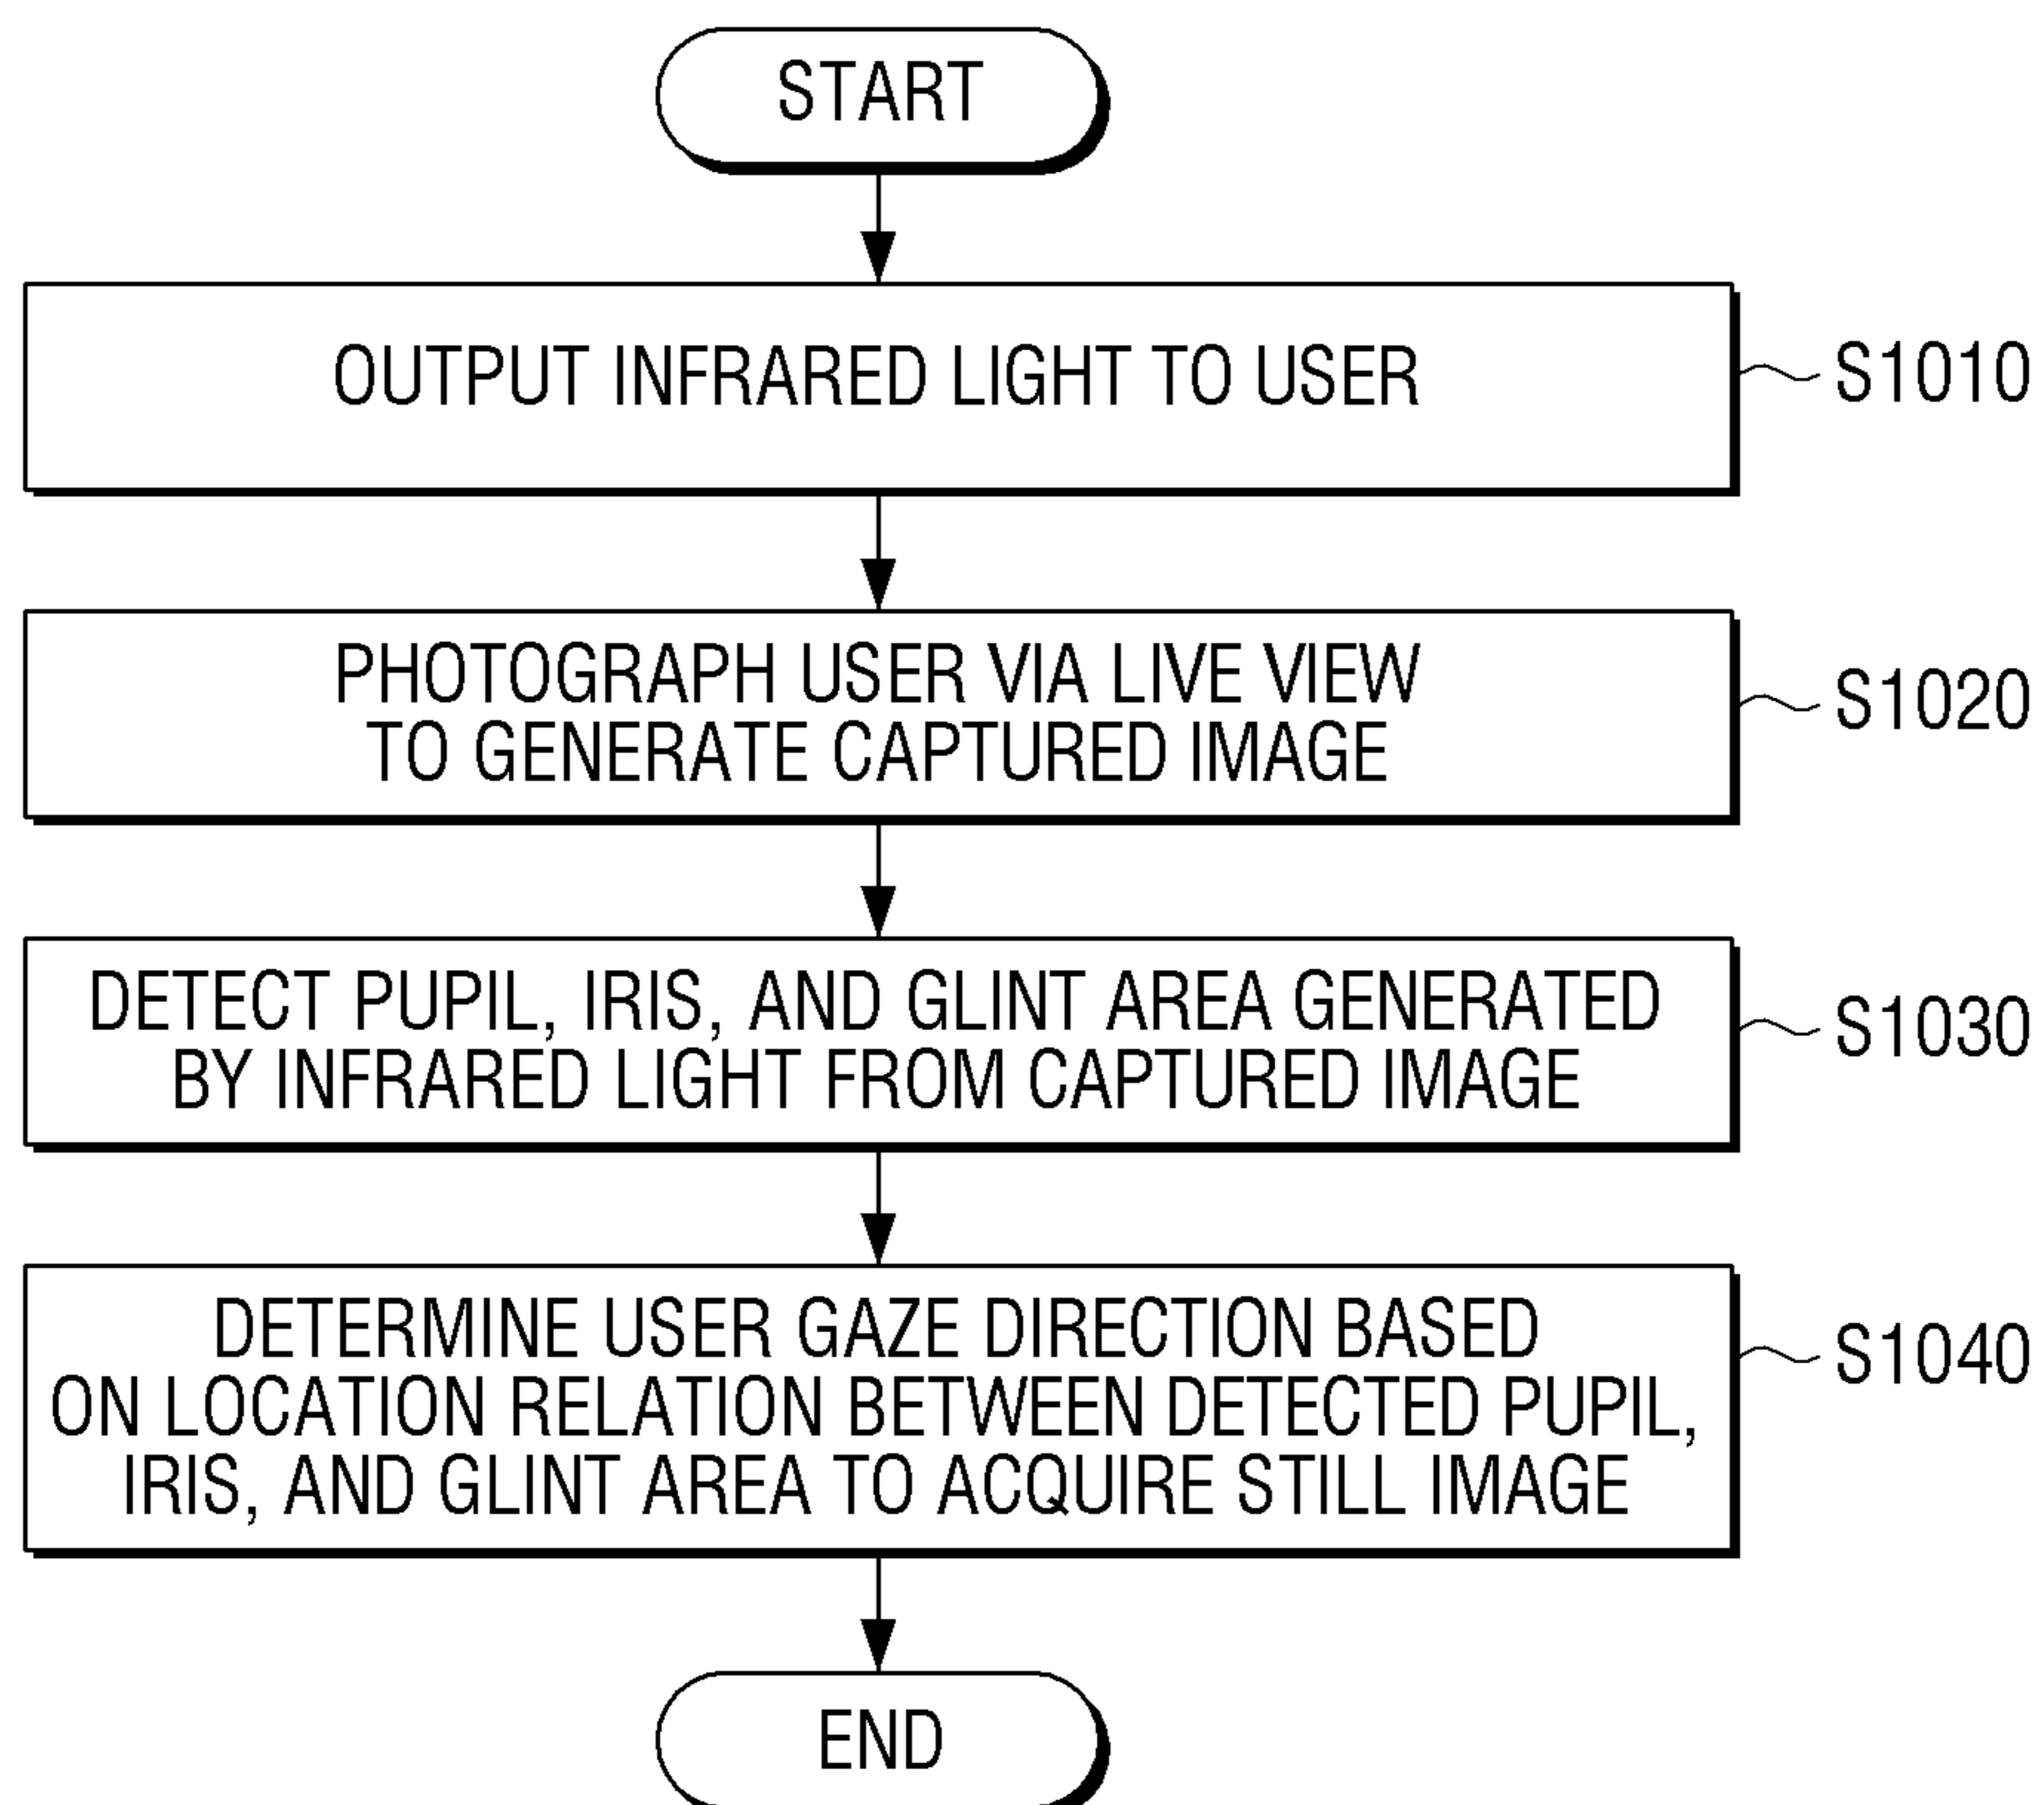 START
OUTPUT INFRARED LIGHT TO USER
S1010
PHOTOGRAPH USER VIA LIVE VIEW
TO GENERATE CAPTURED IMAGE
S1020
DETECT PUPIL, IRIS, AND GLINT AREA GENERATED
BY INFRARED LIGHT FROM CAPTURED IMAGE
S1030
DETERMINE USER GAZE DIRECTION BASED
ON LOCATION RELATION BETWEEN DETECTED PUPIL,
IRIS, AND GLINT AREA TO ACQUIRE STILL IMAGE
S1040
END